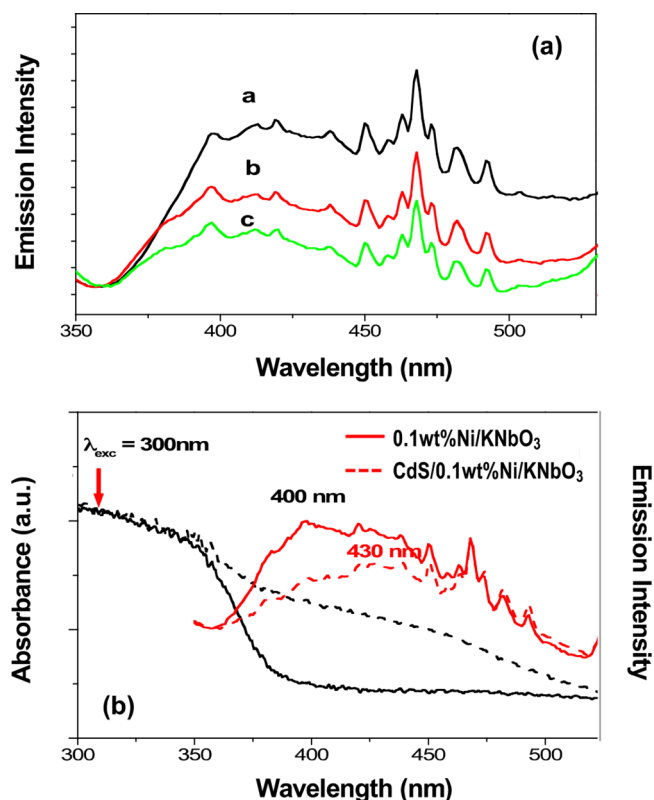 (a)
a
b
c
Emission Intensity
350 400 450 500
Wavelength (nm)
λexc = 300nm
0.1wt%Ni/KNbO₃
CdS/0.1wt%Ni/KNbO₃
400 nm
430 nm
Absorbance (a.u.)
Emission Intensity
(b)
300 350 400 450 500
Wavelength (nm)